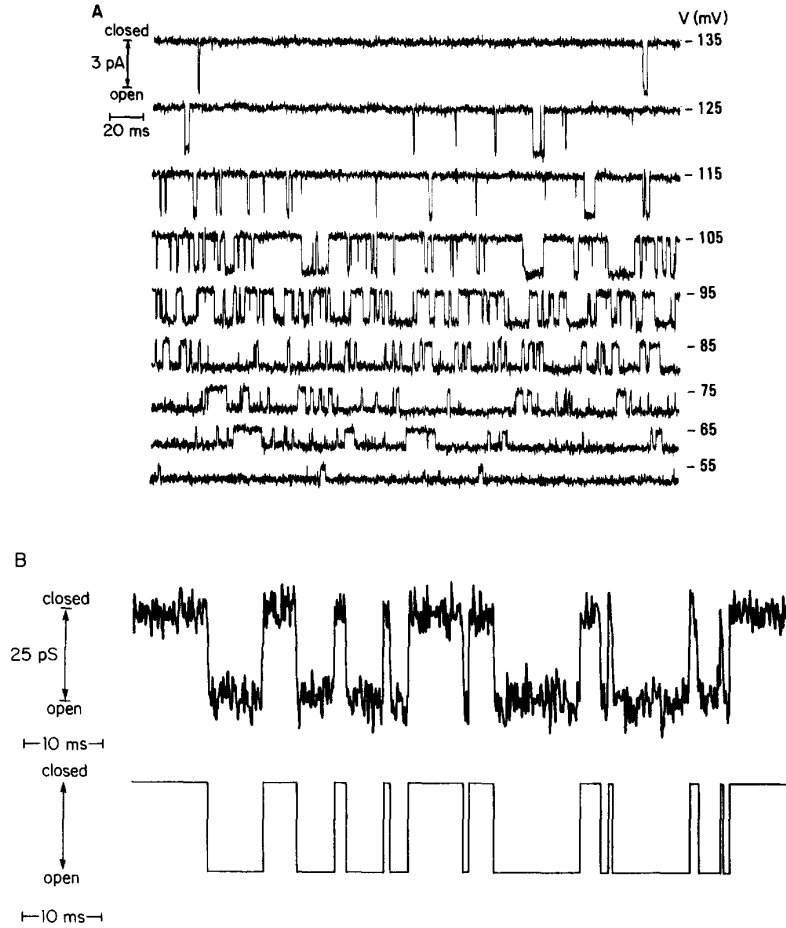 A
V (mV)
closed
3 pA
open
20 ms
- 135
- 125
- 115
- 105
- 95
- 85
- 75
- 65
- 55
B
closed
25 pS
open
10 ms
closed
open
10 ms